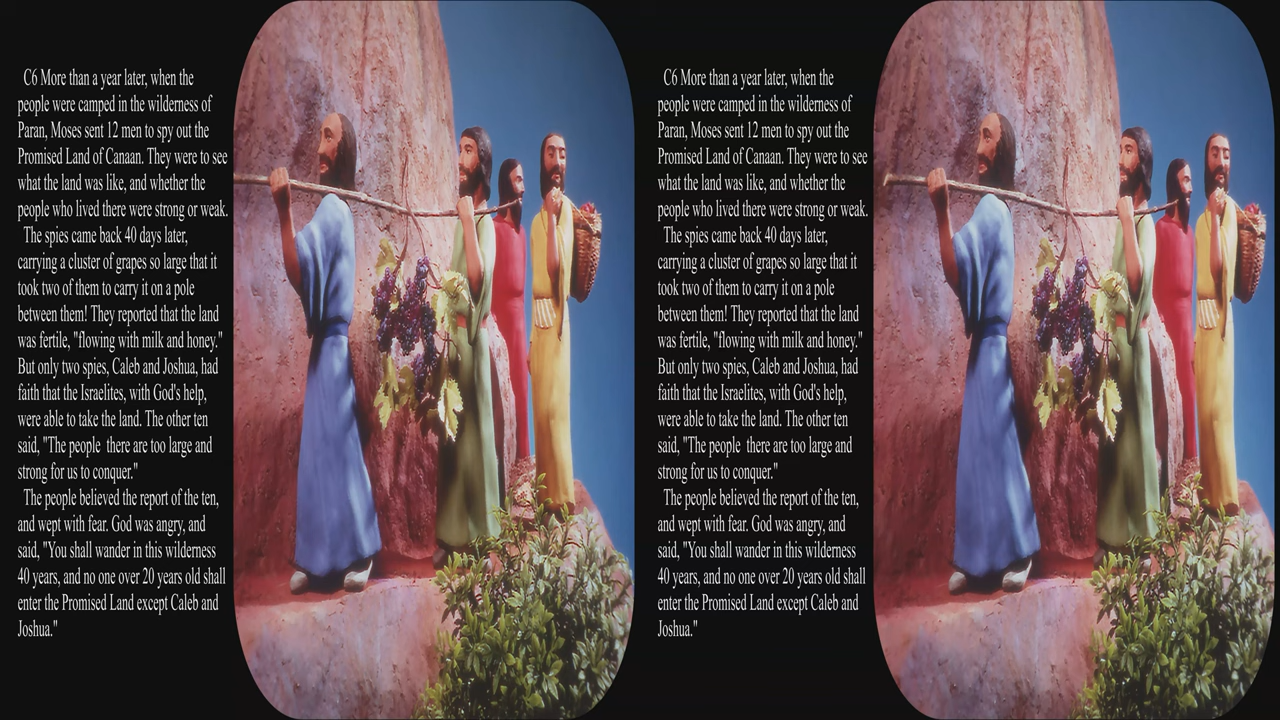 C6 More than a year later, when the
people were camped in the wilderness of
Paran, Moses sent 12 men to spy out the
Promised Land of Canaan. They were to see
what the land was like, and whether the
people who lived there were strong or weak.
The spies came back 40 days later,
carrying a cluster of grapes so large that it
took two of them to carry it on a pole
between them! They reported that the land
was fertile, "flowing with milk and honey."
But only two spies, Caleb and Joshua, had
faith that the Israelites, with God's help,
were able to take the land. The other ten
said, "The people  there are too large and
strong for us to conquer."
The people believed the report of the ten,
and wept with fear. God was angry, and
said, "You shall wander in this wilderness
40 years, and no one over 20 years old shall
enter the Promised Land except Caleb and
Joshua."
C6 More than a year later, when the
people were camped in the wilderness of
Paran, Moses sent 12 men to spy out the
Promised Land of Canaan. They were to see
what the land was like, and whether the
people who lived there were strong or weak.
The spies came back 40 days later,
carrying a cluster of grapes so large that it
took two of them to carry it on a pole
between them! They reported that the land
was fertile, "flowing with milk and honey."
But only two spies, Caleb and Joshua, had
faith that the Israelites, with God's help,
were able to take the land. The other ten
said, "The people  there are too large and
strong for us to conquer."
The people believed the report of the ten,
and wept with fear. God was angry, and
said, "You shall wander in this wilderness
40 years, and no one over 20 years old shall
enter the Promised Land except Caleb and
Joshua."